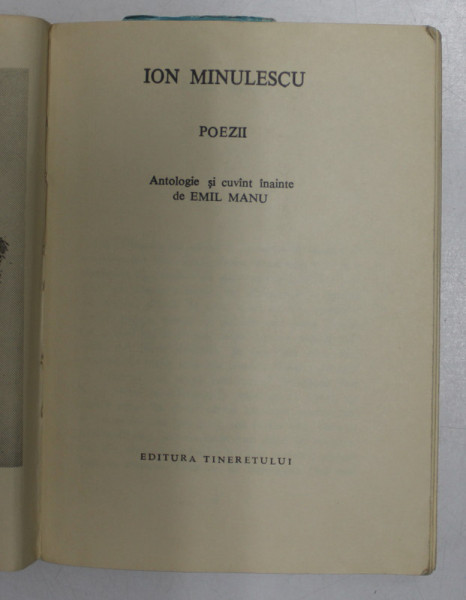 ION MINULESCU
POEZII
Antologie și cuvînt înainte
de EMIL MANU
EDITURA TINERETULUI